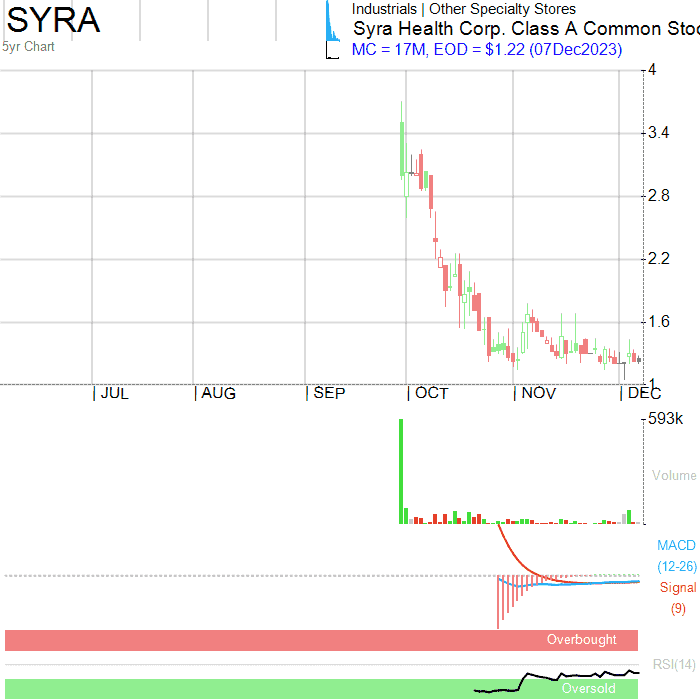 SYRA
5yr Chart
Industrials | Other Specialty Stores
Syra Health Corp. Class A Common Stoc
MC = 17M, EOD = $1.22 (07Dec2023)
4
3.4
2.8
2.2
1.6
1
| JUL | AUG | SEP | OCT | NOV | DEC
593k
Volume
MACD
(12-26)
Signal
(9)
Overbought
RSI(14)
Oversold